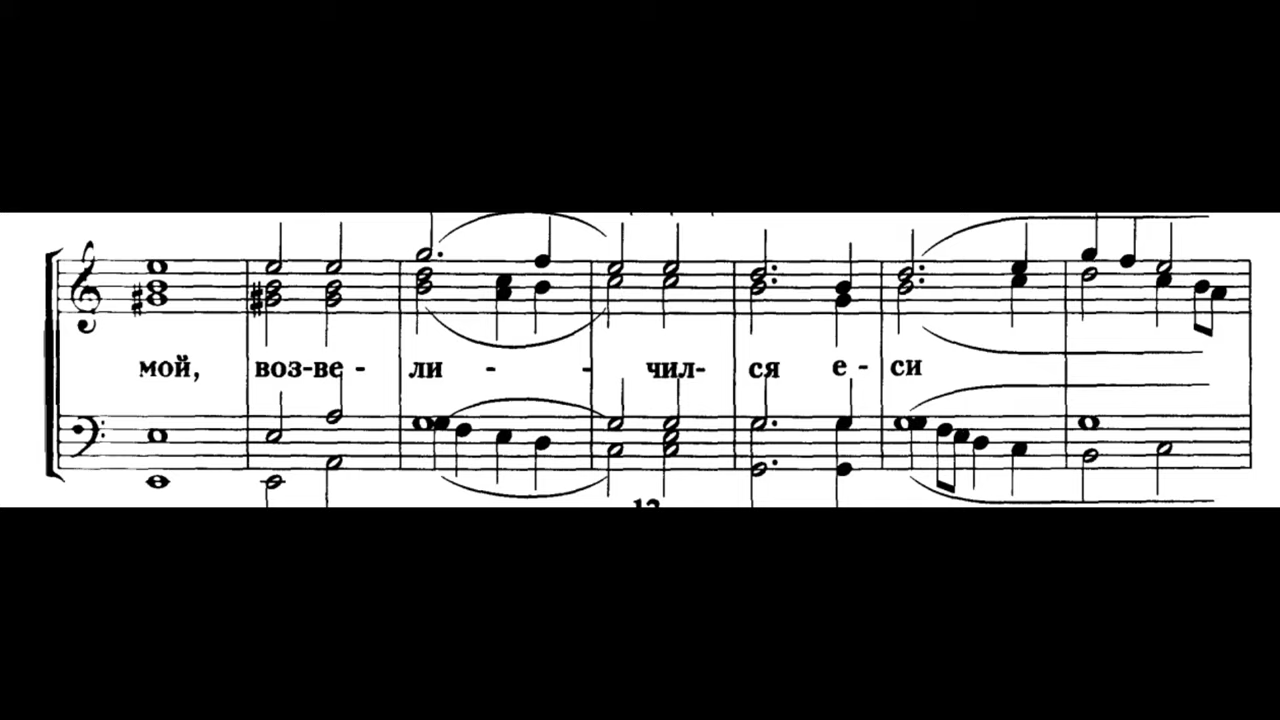 мой, воз-ве - ли - - чил- ся е - си